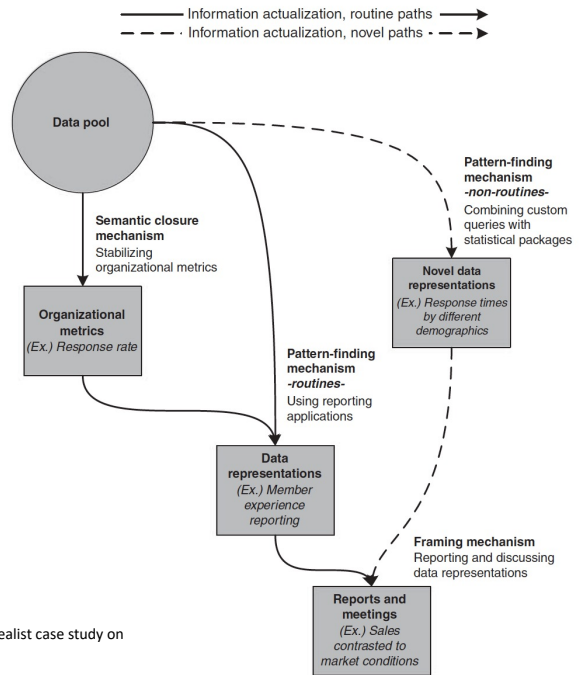 Information actualization, routine paths
Information actualization, novel paths
Data pool
Pattern-finding
mechanism
-non-routines-
Combining custom
queries with
statistical packages
Semantic closure
mechanism
Stabilizing
organizational metrics
Novel data
representations
(Ex.) Response times
by different
demographics
Organizational
metrics
(Ex.) Response rate
Pattern-finding
mechanism
-routines-
Using reporting
applications
Data
representations
(Ex.) Member
experience
reporting
Framing mechanism
Reporting and discussing
data representations
Reports and
meetings
(Ex.) Sales
contrasted to
market conditions
ealist case study on